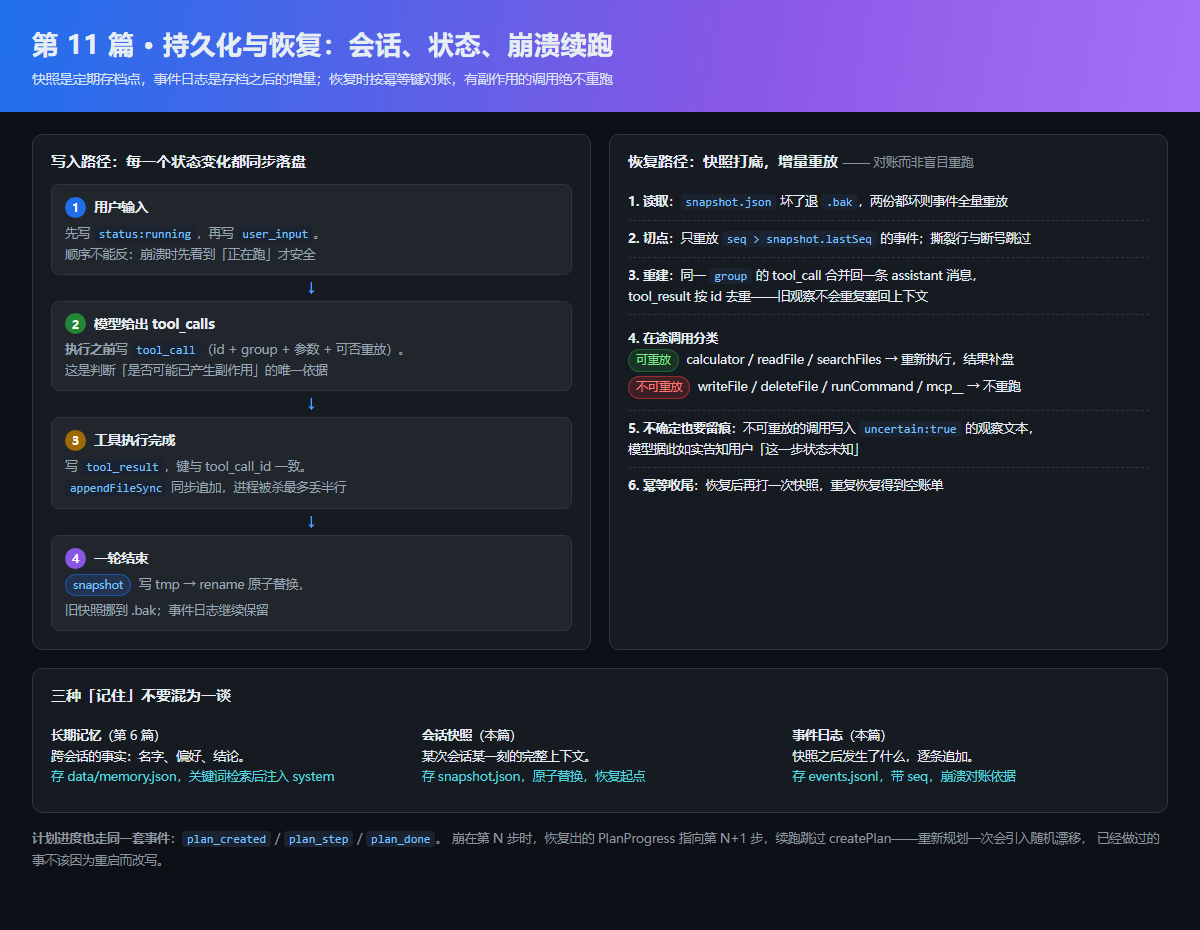 第 11 篇 · 持久化与恢复：会话、状态、崩溃续跑
快照是定期存档点，事件日志是存档之后的增量；恢复时按幂等键对账，有副作用的调用绝不重跑
写入路径：每一个状态变化都同步落盘
1 用户输入
先写 status:running ，再写 user_input 。
顺序不能反：崩溃时先看到「正在跑」才安全
↓
2 模型给出 tool_calls
执行之前写 tool_call （id + group + 参数 + 可否重放）。
这是判断「是否可能已产生副作用」的唯一依据
↓
3 工具执行完成
写 tool_result ，键与 tool_call_id 一致。
appendFileSync 同步追加，进程被杀最多丢半行
↓
4 一轮结束
snapshot 写 tmp → rename 原子替换，
旧快照挪到 .bak；事件日志继续保留
恢复路径：快照打底，增量重放 —— 对账而非盲目重跑
1. 读取： snapshot.json 坏了退 .bak ，两份都坏则事件全量重放
2. 切点：只重放 seq > snapshot.lastSeq 的事件；撕裂行与断号跳过
3. 重建：同一 group 的 tool_call 合并回一条 assistant 消息，
tool_result 按 id 去重——旧观察不会重复塞回上下文
4. 在途调用分类
可重放 calculator / readFile / searchFiles → 重新执行，结果补盘
不可重放 writeFile / deleteFile / runCommand / mcp__ → 不重跑
5. 不确定也要留痕：不可重放的调用写入 uncertain:true 的观察文本，
模型据此如实告知用户「这一步状态未知」
6. 幂等收尾：恢复后再打一次快照，重复恢复得到空账单
三种「记住」不要混为一谈
长期记忆（第 6 篇）
跨会话的事实：名字、偏好、结论。
存 data/memory.json，关键词检索后注入 system
会话快照（本篇）
某次会话某一刻的完整上下文。
存 snapshot.json，原子替换，恢复起点
事件日志（本篇）
快照之后发生了什么，逐条追加。
存 events.jsonl，带 seq，崩溃对账依据
计划进度也走同一套事件： plan_created / plan_step / plan_done 。 崩在第 N 步时，恢复出的 PlanProgress 指向第 N+1 步，续跑跳过 createPlan——重新规划一次会引入随机漂移， 已经做过的
事不该因为重启而改写。